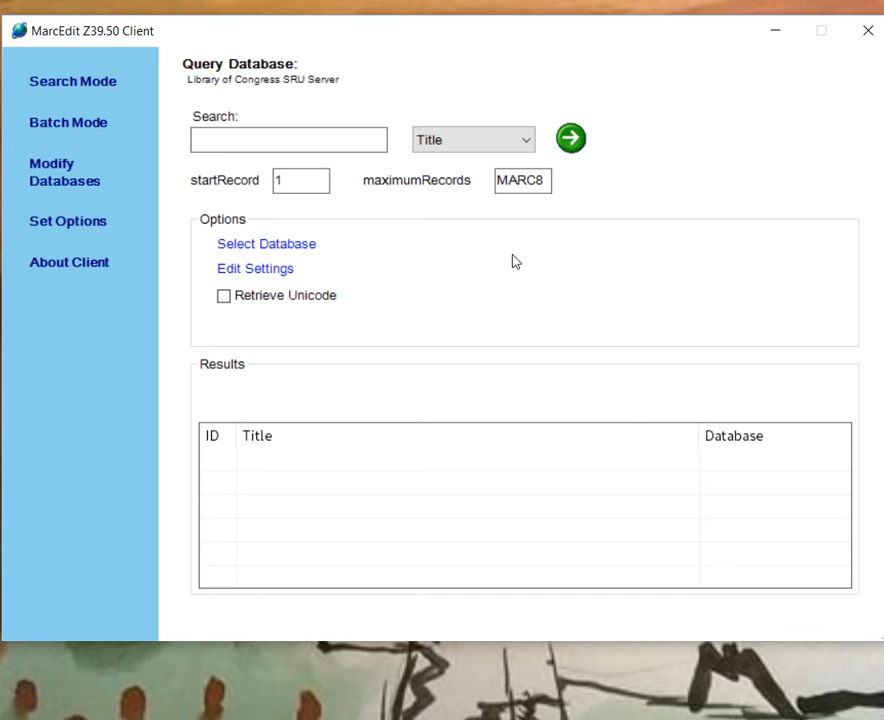 MarcEdit Z39.50 Client
Search Mode
Batch Mode
Modify
Databases
Set Options
About Client
Query Database:
Library of Congress SRU Server
Search:
Title
startRecord 1 maximumRecords MARC8
Options
Select Database
Edit Settings
Retrieve Unicode
Results
ID Title Database